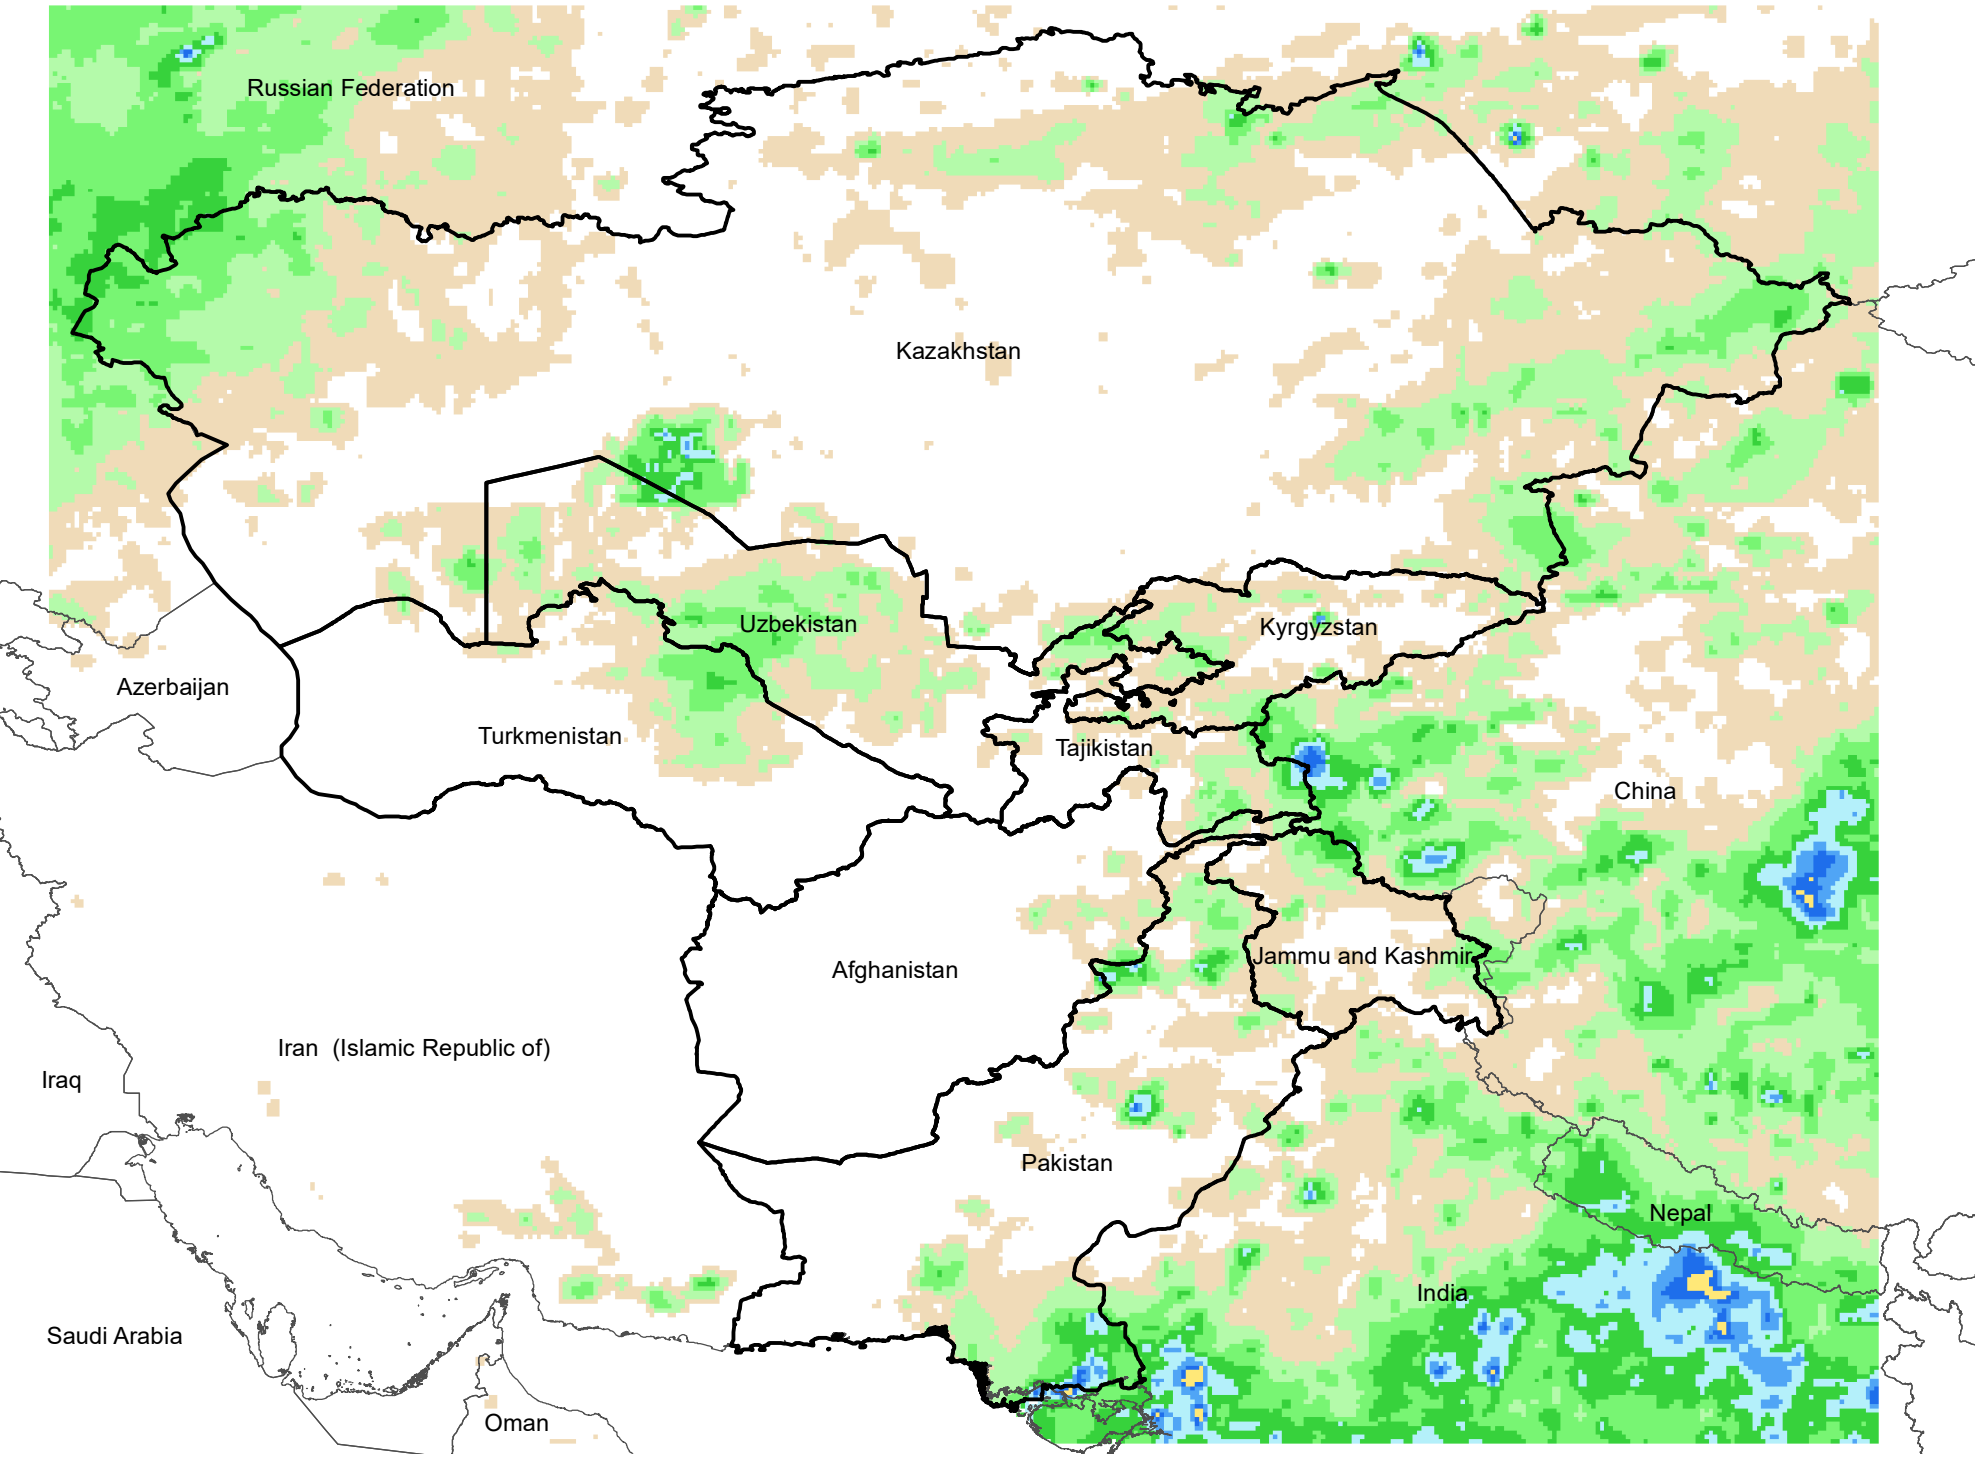 Russian Federation
Kazakhstan
Uzbekistan
Kyrgyzstan
Azerbaijan
Turkmenistan
Tajikistan
China
Jammu and Kashmir
Afghanistan
Iran  (Islamic Republic of)
Iraq
Pakistan
Nepal
India
Saudi Arabia
Oman